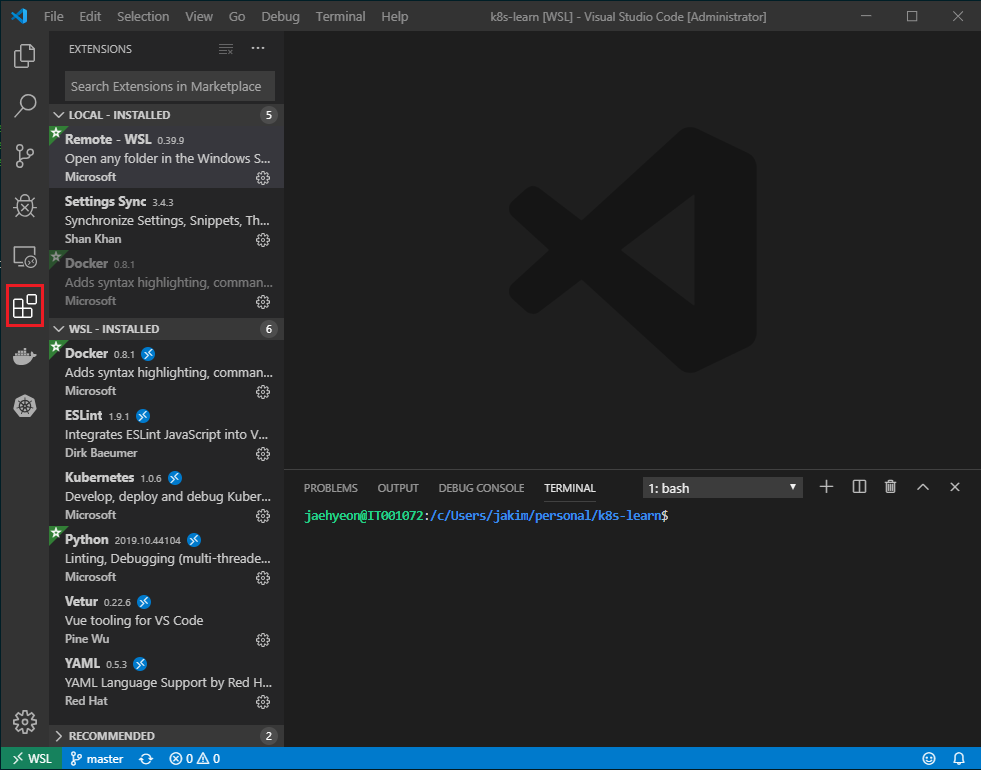 File Edit Selection View Go Debug Terminal Help k8s-learn [WSL] - Visual Studio Code [Administrator]
EXTENSIONS
Search Extensions in Marketplace
LOCAL - INSTALLED 5
Remote - WSL 0.39.9
Open any folder in the Windows S...
Microsoft
Settings Sync 3.4.3
Synchronize Settings, Snippets, Th...
Shan Khan
Docker 0.8.1
Adds syntax highlighting, comman...
Microsoft
WSL - INSTALLED 6
Docker 0.8.1
Adds syntax highlighting, comman...
Microsoft
ESLint 1.9.1
Integrates ESLint JavaScript into V...
Dirk Baeumer
Kubernetes 1.0.6
Develop, deploy and debug Kuber...
Microsoft
Python 2019.10.44104
Linting, Debugging (multi-threade...
Microsoft
Vetur 0.22.6
Vue tooling for VS Code
Pine Wu
YAML 0.5.3
YAML Language Support by Red H...
Red Hat
RECOMMENDED 2
PROBLEMS OUTPUT DEBUG CONSOLE TERMINAL 1: bash
jaehyeon@IT001072:/c/Users/jakim/personal/k8s-learn$
WSL master 0 0